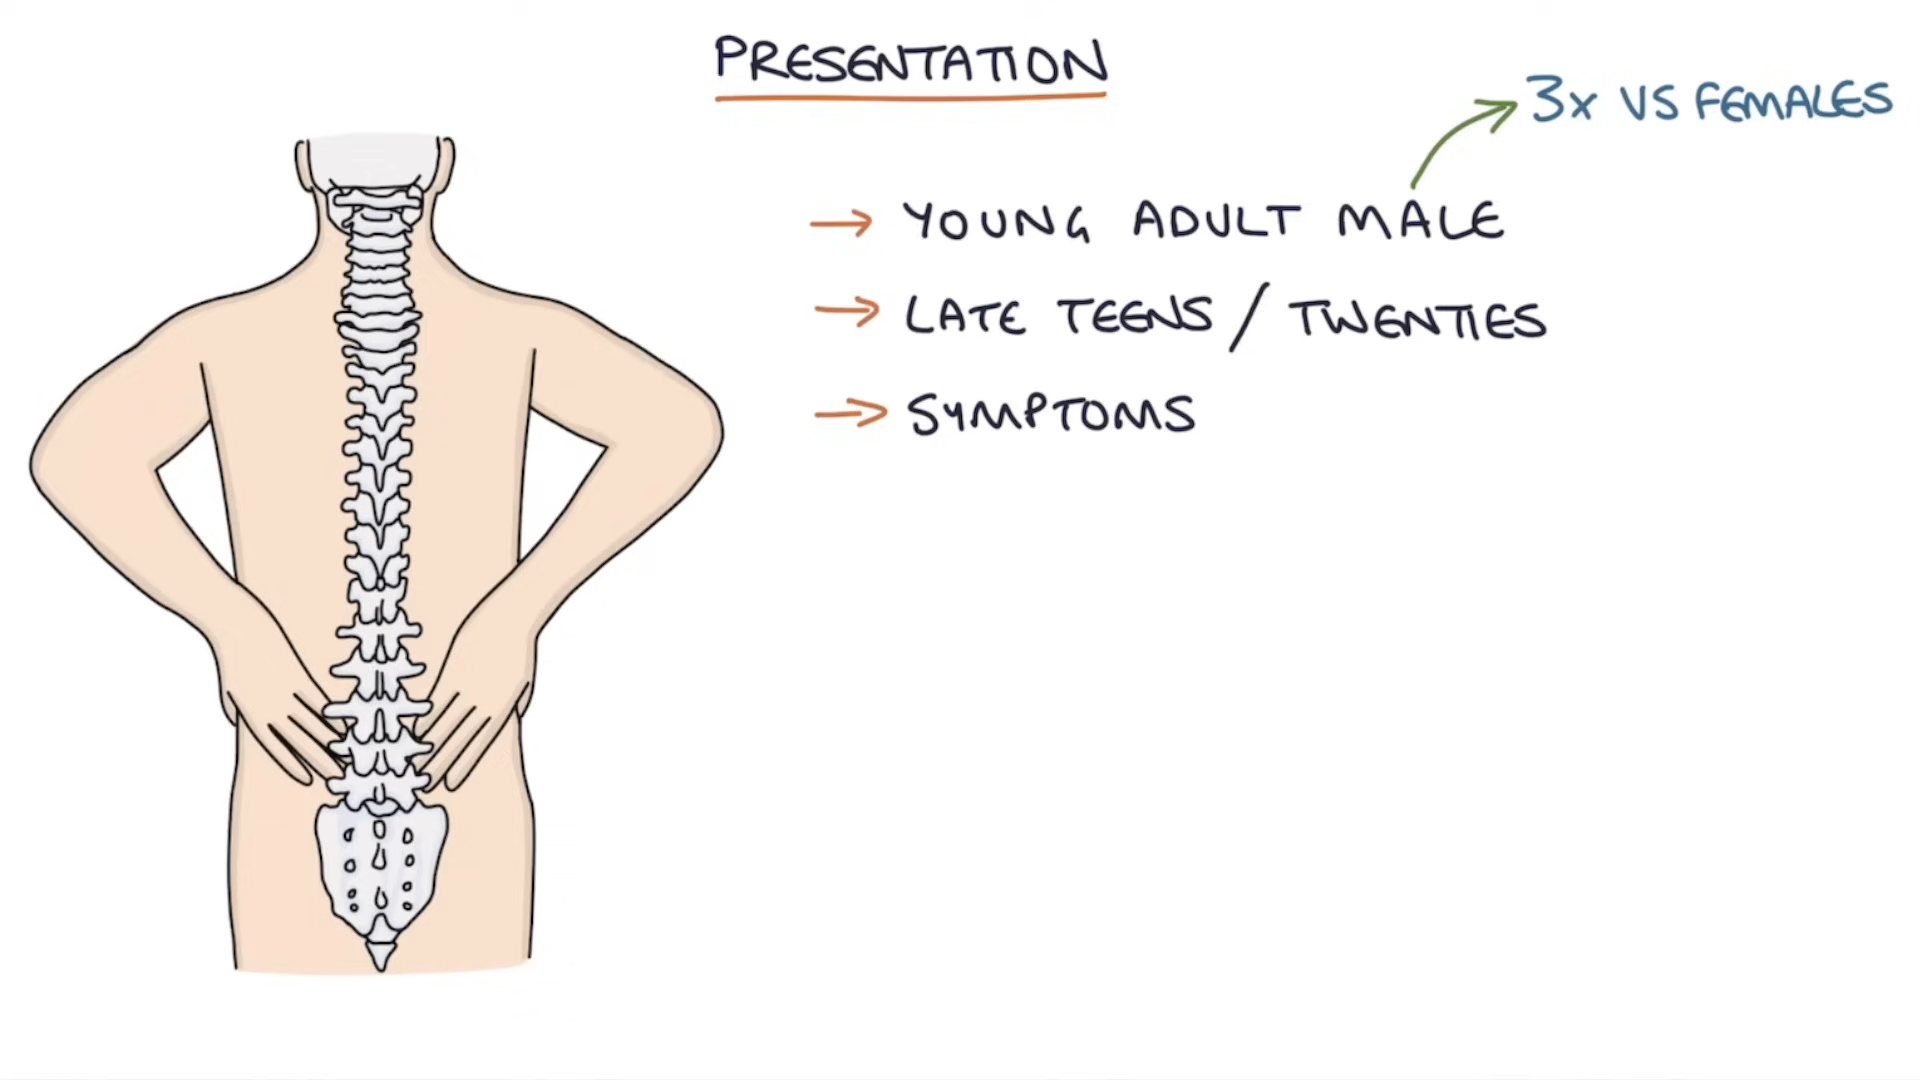 PRESENTATION
3x VS FEMALES
→ YOUNG ADULT MALE
→ LATE TEENS / TWENTIES
→ SYMPTOMS